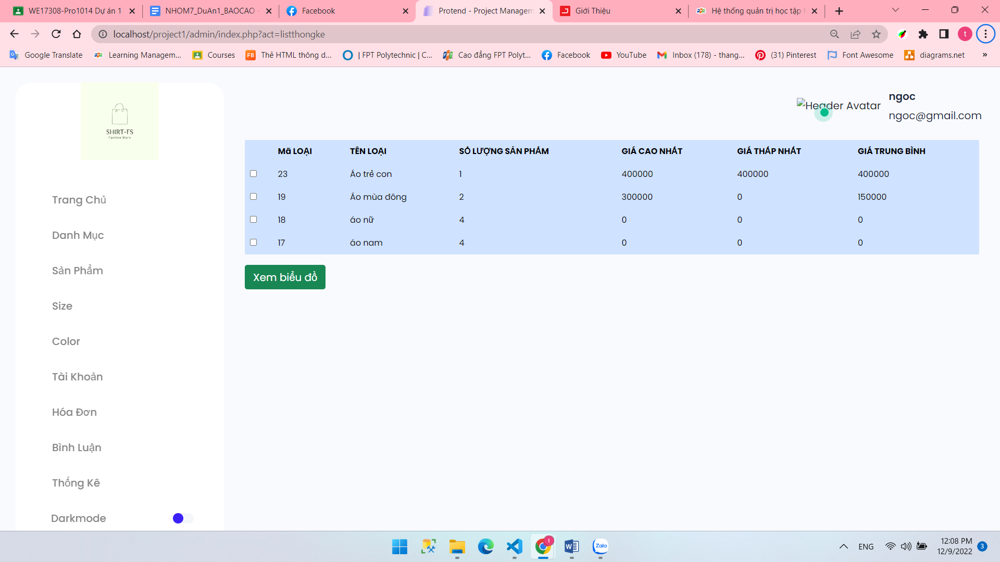 WE17308-Pro1014 Dự án 1
NHOM7_DuAn1_BAOCAO -
Facebook
Protend - Project Managem
Giới Thiệu
Hệ thống quản trị học tập F
localhost/project1/admin/index.php?act=listthongke
t
Google Translate
Learning Managem...
Courses
F8
Thẻ HTML thông d...
| FPT Polytechnic | C...
Cao đẳng FPT Polyt...
Facebook
YouTube
Inbox (178) - thang...
(31) Pinterest
Font Awesome
diagrams.net
»
SHIRT-FS
Fashion Store
Header Avatar
ngoc
ngoc@gmail.com
Mã LOẠI TÊN LOẠI SỐ LƯỢNG SẢN PHẨM GIÁ CAO NHẤT GIÁ THẤP NHẤT GIÁ TRUNG BÌNH
23 Áo trẻ con 1 400000 400000 400000
19 Áo mùa đông 2 300000 0 150000
18 áo nữ 4 0 0 0
17 áo nam 4 0 0 0
Xem biểu đồ
Trang Chủ
Danh Mục
Sản Phẩm
Size
Color
Tài Khoản
Hóa Đơn
Bình Luận
Thống Kê
Darkmode
t
Zalo
ENG
12:08 PM
12/9/2022
3